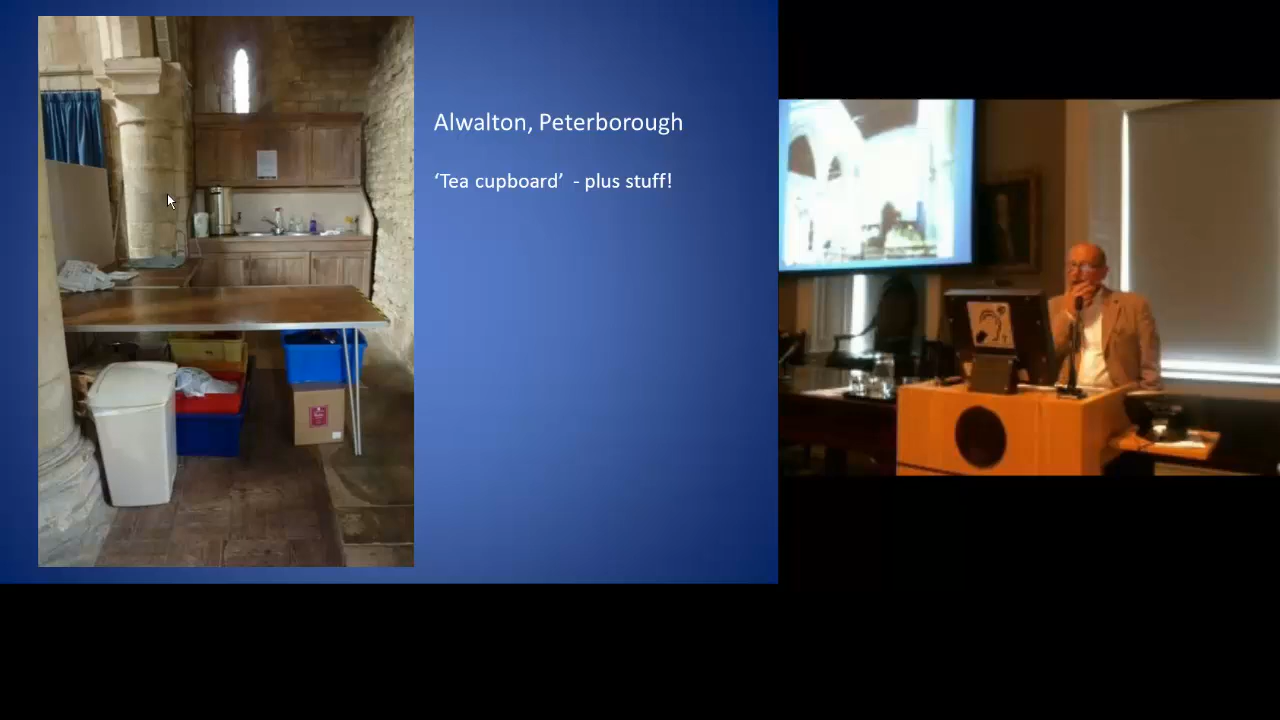 Alwalton, Peterborough
‘Tea cupboard’ - plus stuff!